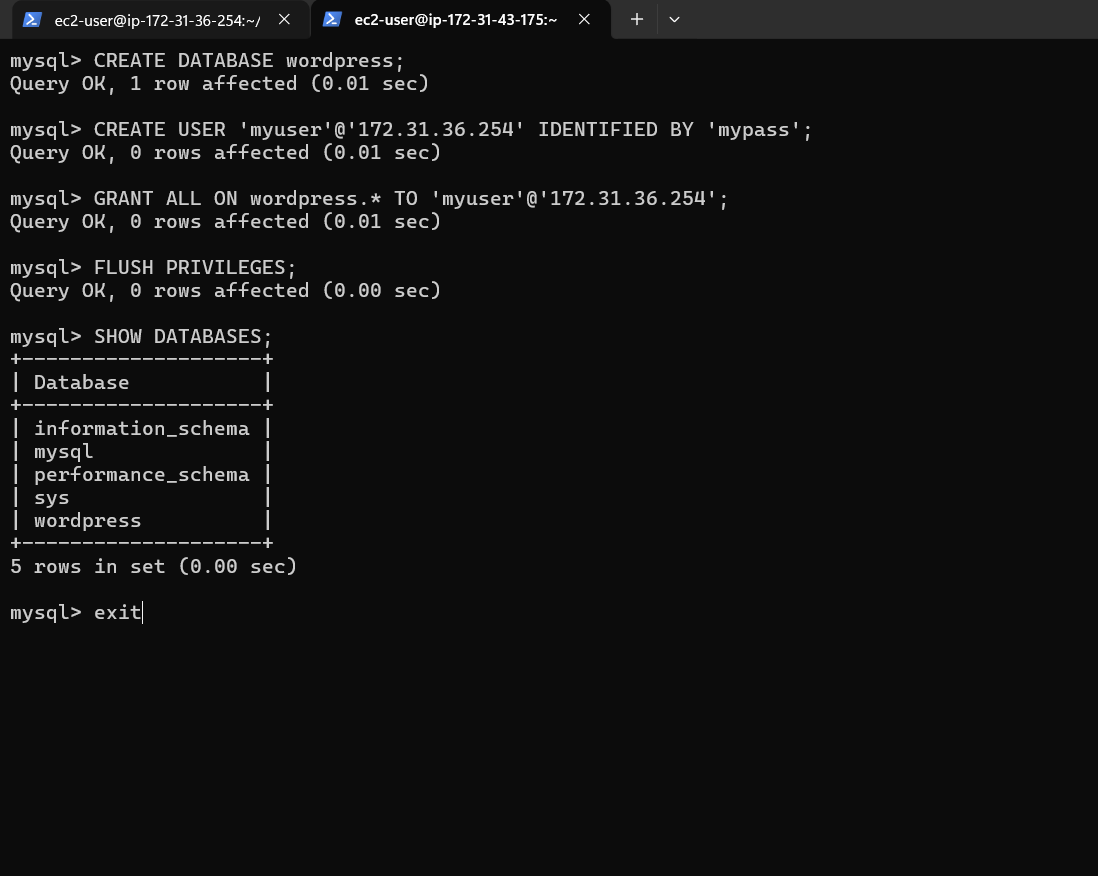 ec2-user@ip-172-31-36-254:~/
ec2-user@ip-172-31-43-175:~
mysql> CREATE DATABASE wordpress;
Query OK, 1 row affected (0.01 sec)
mysql> CREATE USER 'myuser'@'172.31.36.254' IDENTIFIED BY 'mypass';
Query OK, 0 rows affected (0.01 sec)
mysql> GRANT ALL ON wordpress.* TO 'myuser'@'172.31.36.254';
Query OK, 0 rows affected (0.01 sec)
mysql> FLUSH PRIVILEGES;
Query OK, 0 rows affected (0.00 sec)
mysql> SHOW DATABASES;
+--------------------+
| Database           |
+--------------------+
| information_schema |
| mysql              |
| performance_schema |
| sys                |
| wordpress          |
+--------------------+
5 rows in set (0.00 sec)
mysql> exit